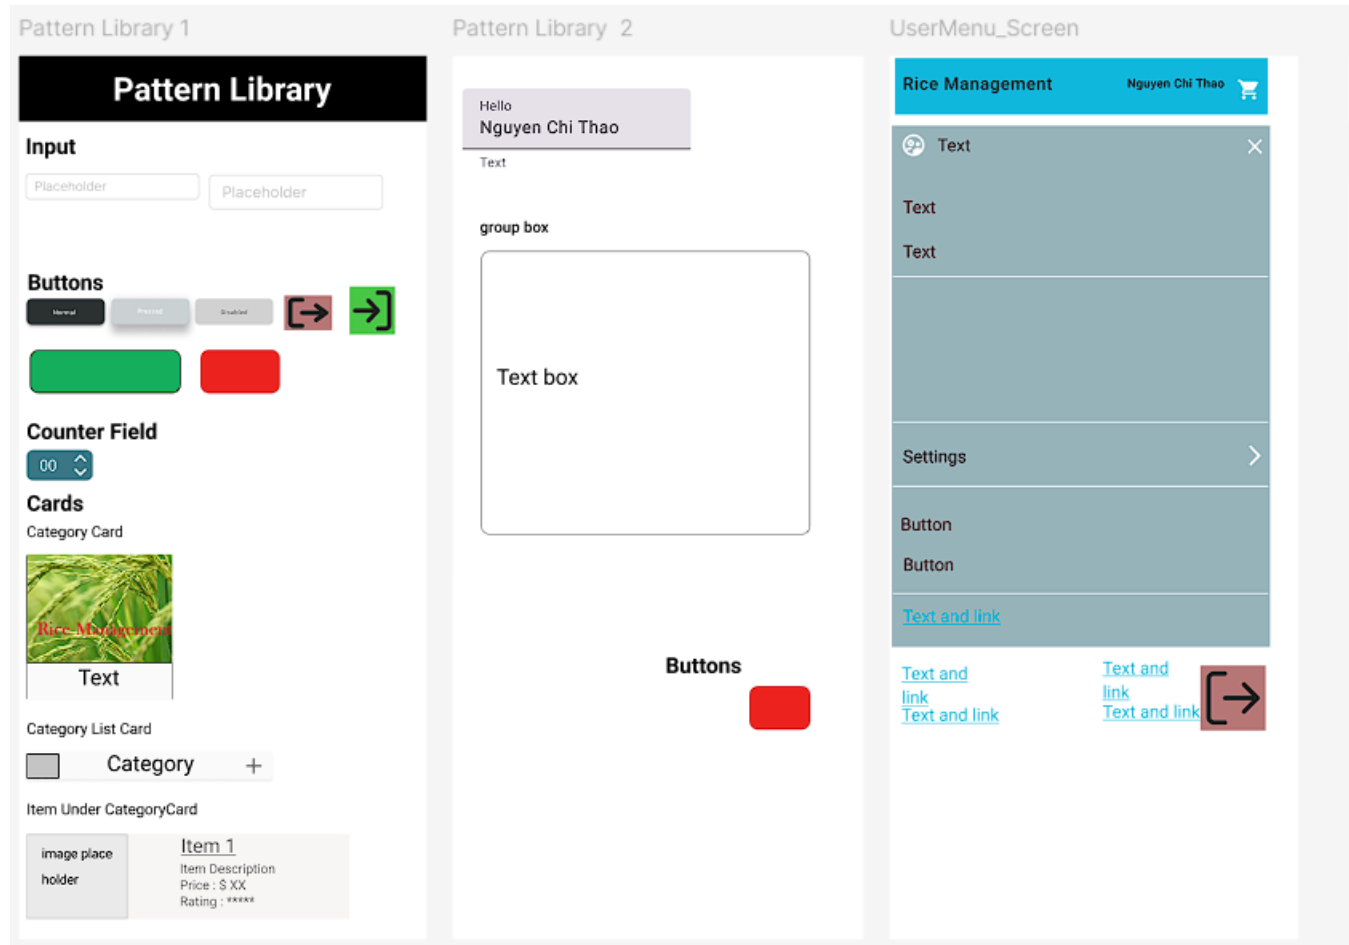 Pattern Library 1
Pattern Library
Input
Placeholder
Placeholder
Buttons
Normal
Pressed
Disabled
Counter Field
00
Cards
Category Card
Rice Management
Text
Category List Card
Category
Item Under CategoryCard
image place
holder
Item 1
Item Description
Price : $ XX
Rating : *****
Pattern Library 2
Hello
Nguyen Chi Thao
Text
group box
Text box
Buttons
UserMenu_Screen
Rice Management
Nguyen Chi Thao
Text
Text
Text
Settings
Button
Button
Text and link
Text and
link
Text and link
Text and
link
Text and link